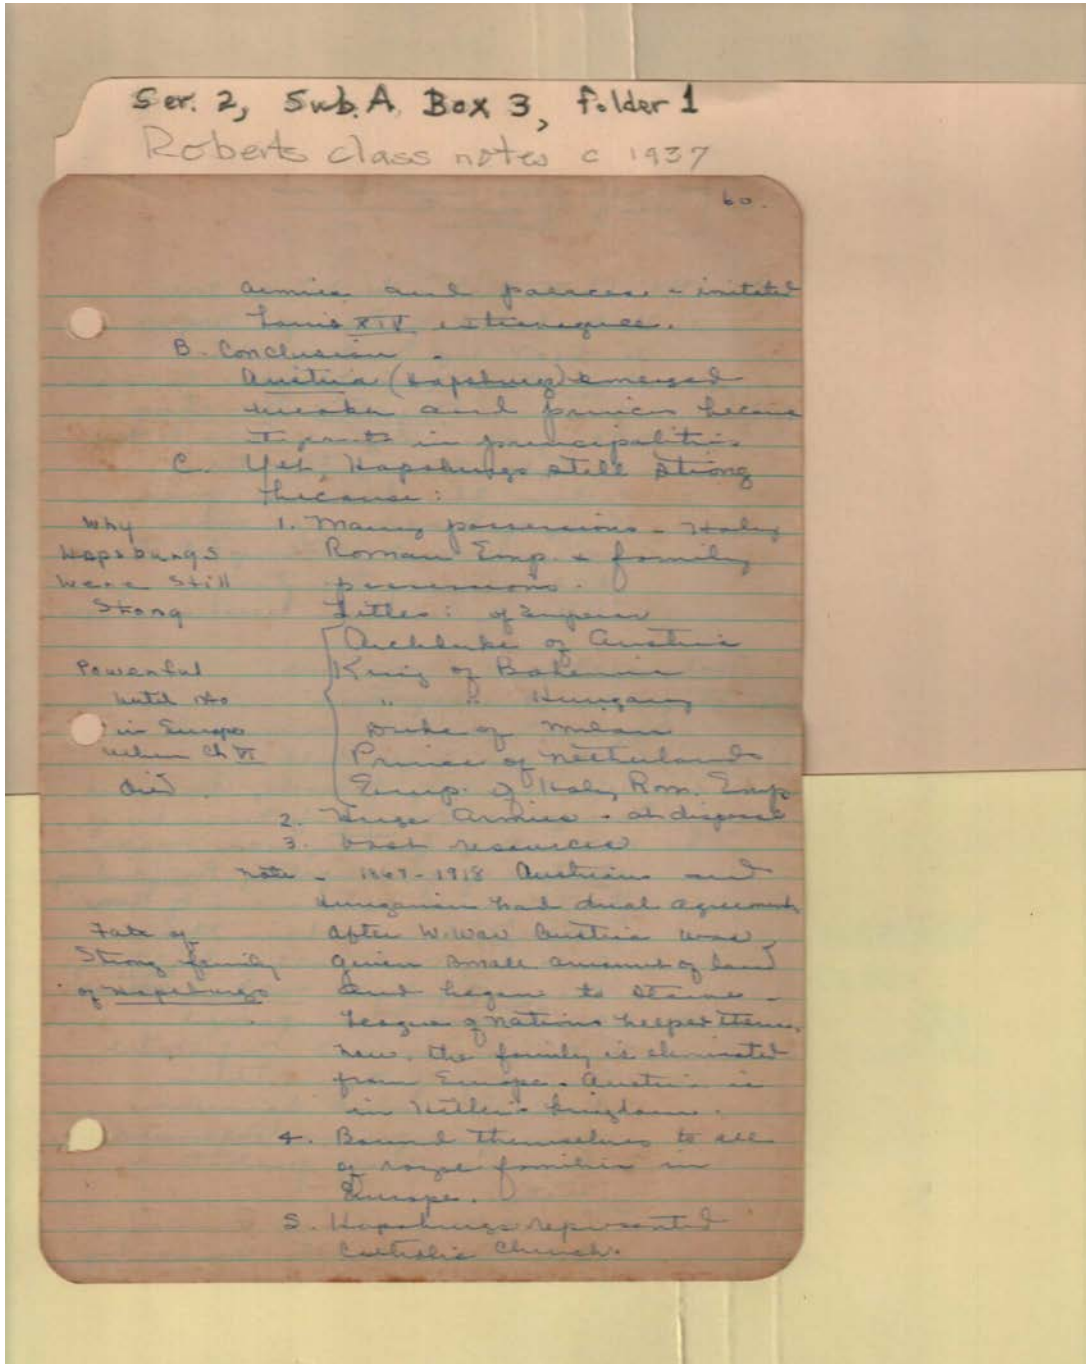 Ser. 2, Sub. A, Box 3, folder 1
Roberts class notes c 1937
60.
armies and palaces - imitated
Louis XIV extravagance.
B. Conclusion -
Austria (Hapsburg) emerged
weaker and princes became
tyrants in principalities
C. Yet, Hapsburgs still strong
because:
Why
Hapsburgs
were still
Stong
1. Many possessions - Holy
Roman Emp. + family
possessions.
Titles: of Emperor
Archduke of Austria
King of Bohemia
" " Hungary
Duke of Milan
Prince of Netherlands
Emp. of Holy Rom. Emp
Powerful
until
in Europe
when Ch VI
died.
2. Huge Armies - at disposal
3. Vast resources
Note - 1867-1918 Austrians and
Hungarian had dual agreement
After W. War Austria was
given small amount of land
and began to starve -
League of Nations helped them.
Now, the family is eliminated
from Europe. Austria is
in Hitler's kingdom.
Fate of
Strong family
of Hapsburgs
4. Bound themselves to all
of royal families in
Europe.
5. Hapsburgs represented
Catholic Church.